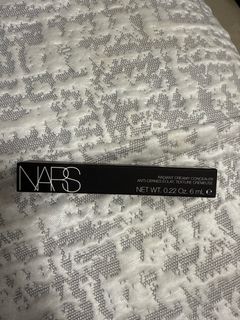 NARS
RADIANT CREAMY CONCEALER
ANTI-CERNES ÉCLAT, TEXTURE CRÉMEUSE
NET WT. 0.22 Oz. 6 mL ℮